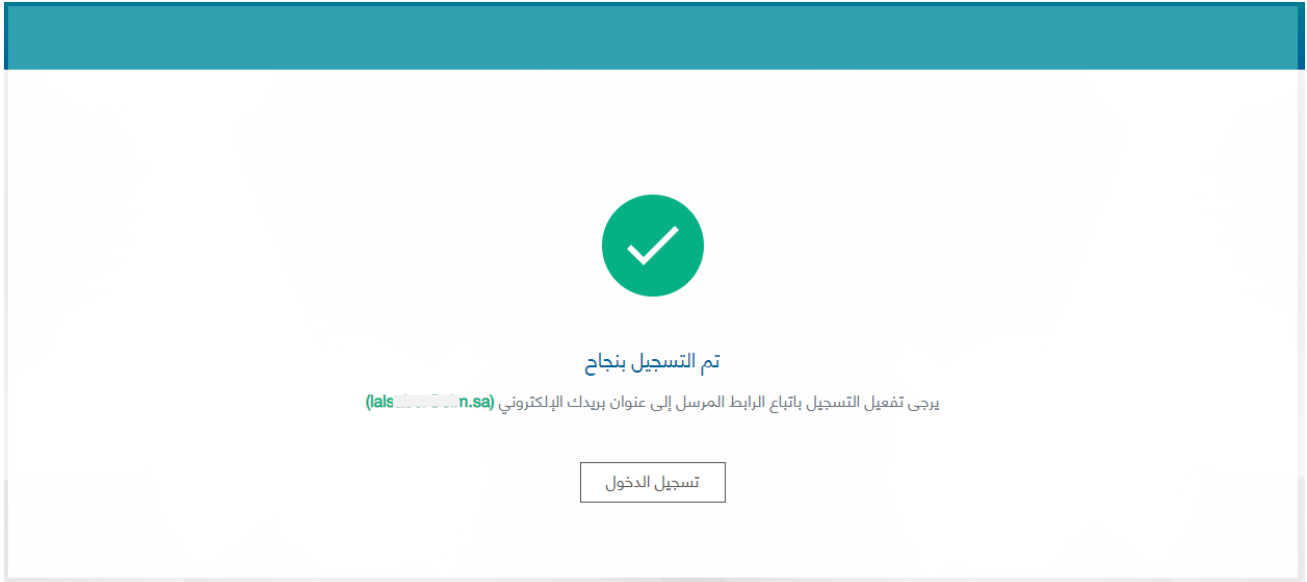 تم التسجيل بنجاح
يرجى تفعيل التسجيل باتباع الرابط المرسل إلى عنوان بريدك الإلكتروني
تسجيل الدخول